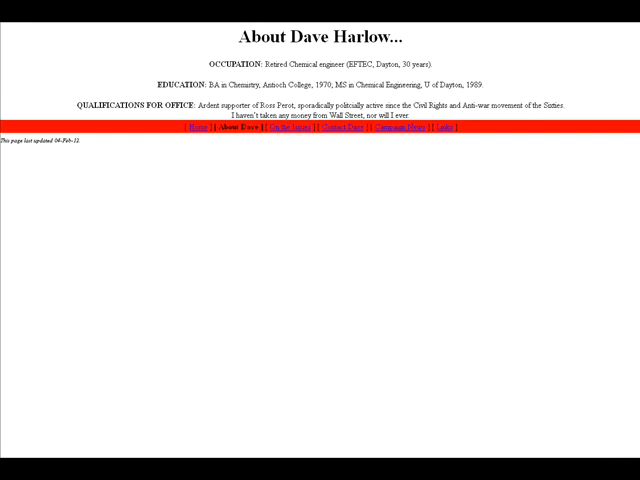 About Dave Harlow...
OCCUPATION: Retired Chemical engineer (EFTEC, Dayton, 30 years).
EDUCATION: BA in Chemistry, Antioch College, 1970; MS in Chemical Engineering, U of Dayton, 1989.
QUALIFICATIONS FOR OFFICE: Ardent supporter of Ross Perot, sporadically politcially active since the Civil Rights and Anti-war movement of the Sixties.
I haven't taken any money from Wall Street, nor will I ever.
[ Home ] [ About Dave ] [ On the Issues ] [ Contact Dave ] [ Campaign News ] [ Links ]
This page last updated 04-Feb-12.